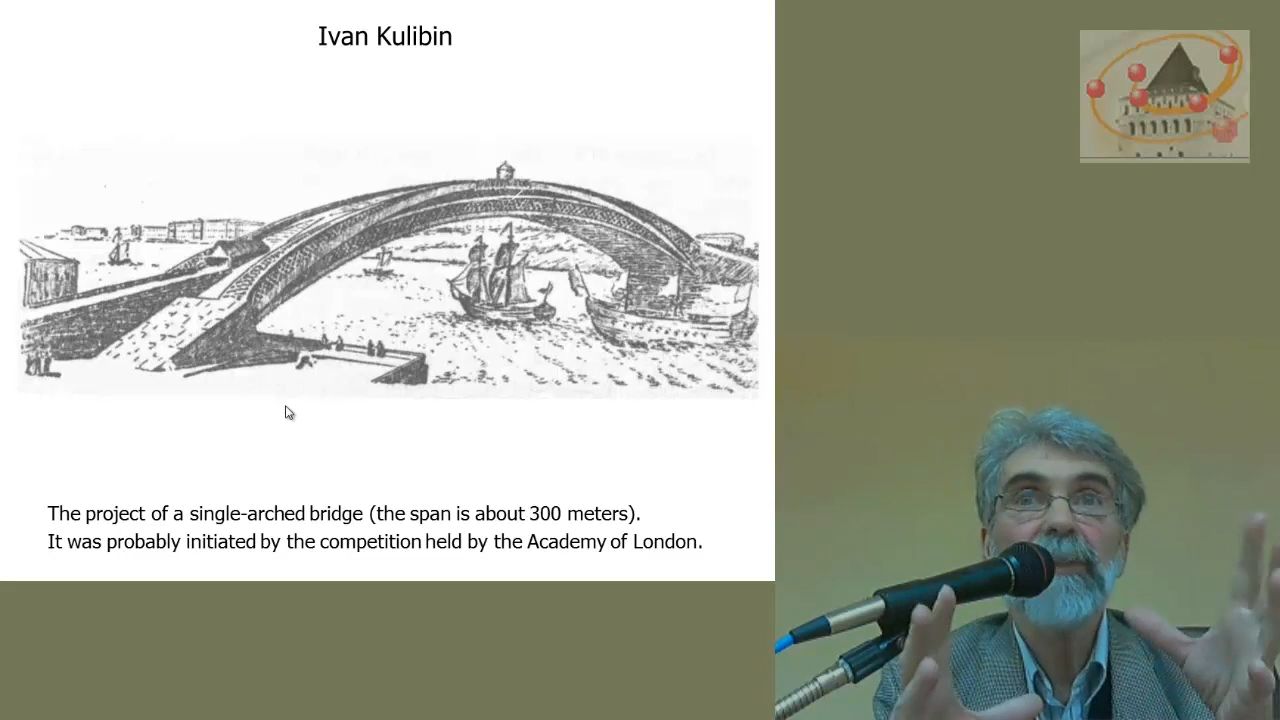 Ivan Kulibin
The project of a single-arched bridge (the span is about 300 meters).
It was probably initiated by the competition held by the Academy of London.